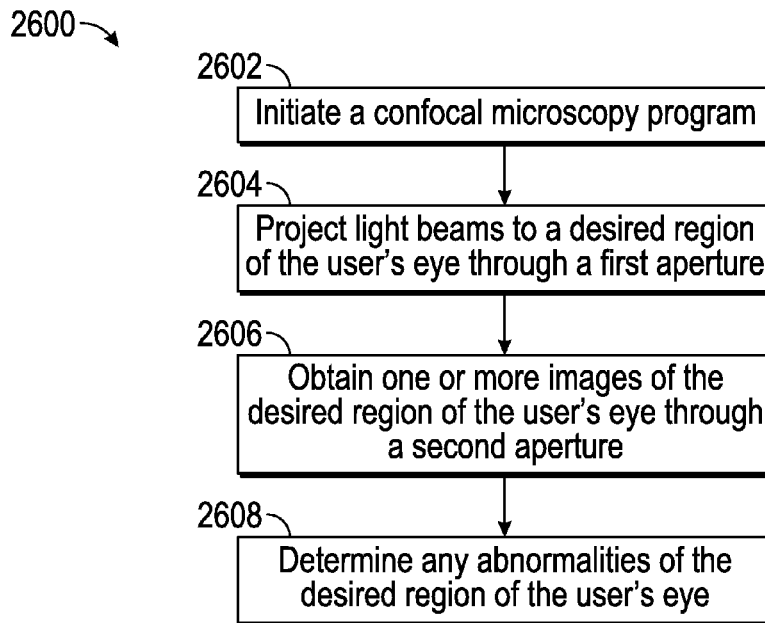 2600
2602
Initiate a confocal microscopy program
2604
Project light beams to a desired region
of the user's eye through a first aperture
2606
Obtain one or more images of the
desired region of the user's eye through
a second aperture
2608
Determine any abnormalities of the
desired region of the user's eye